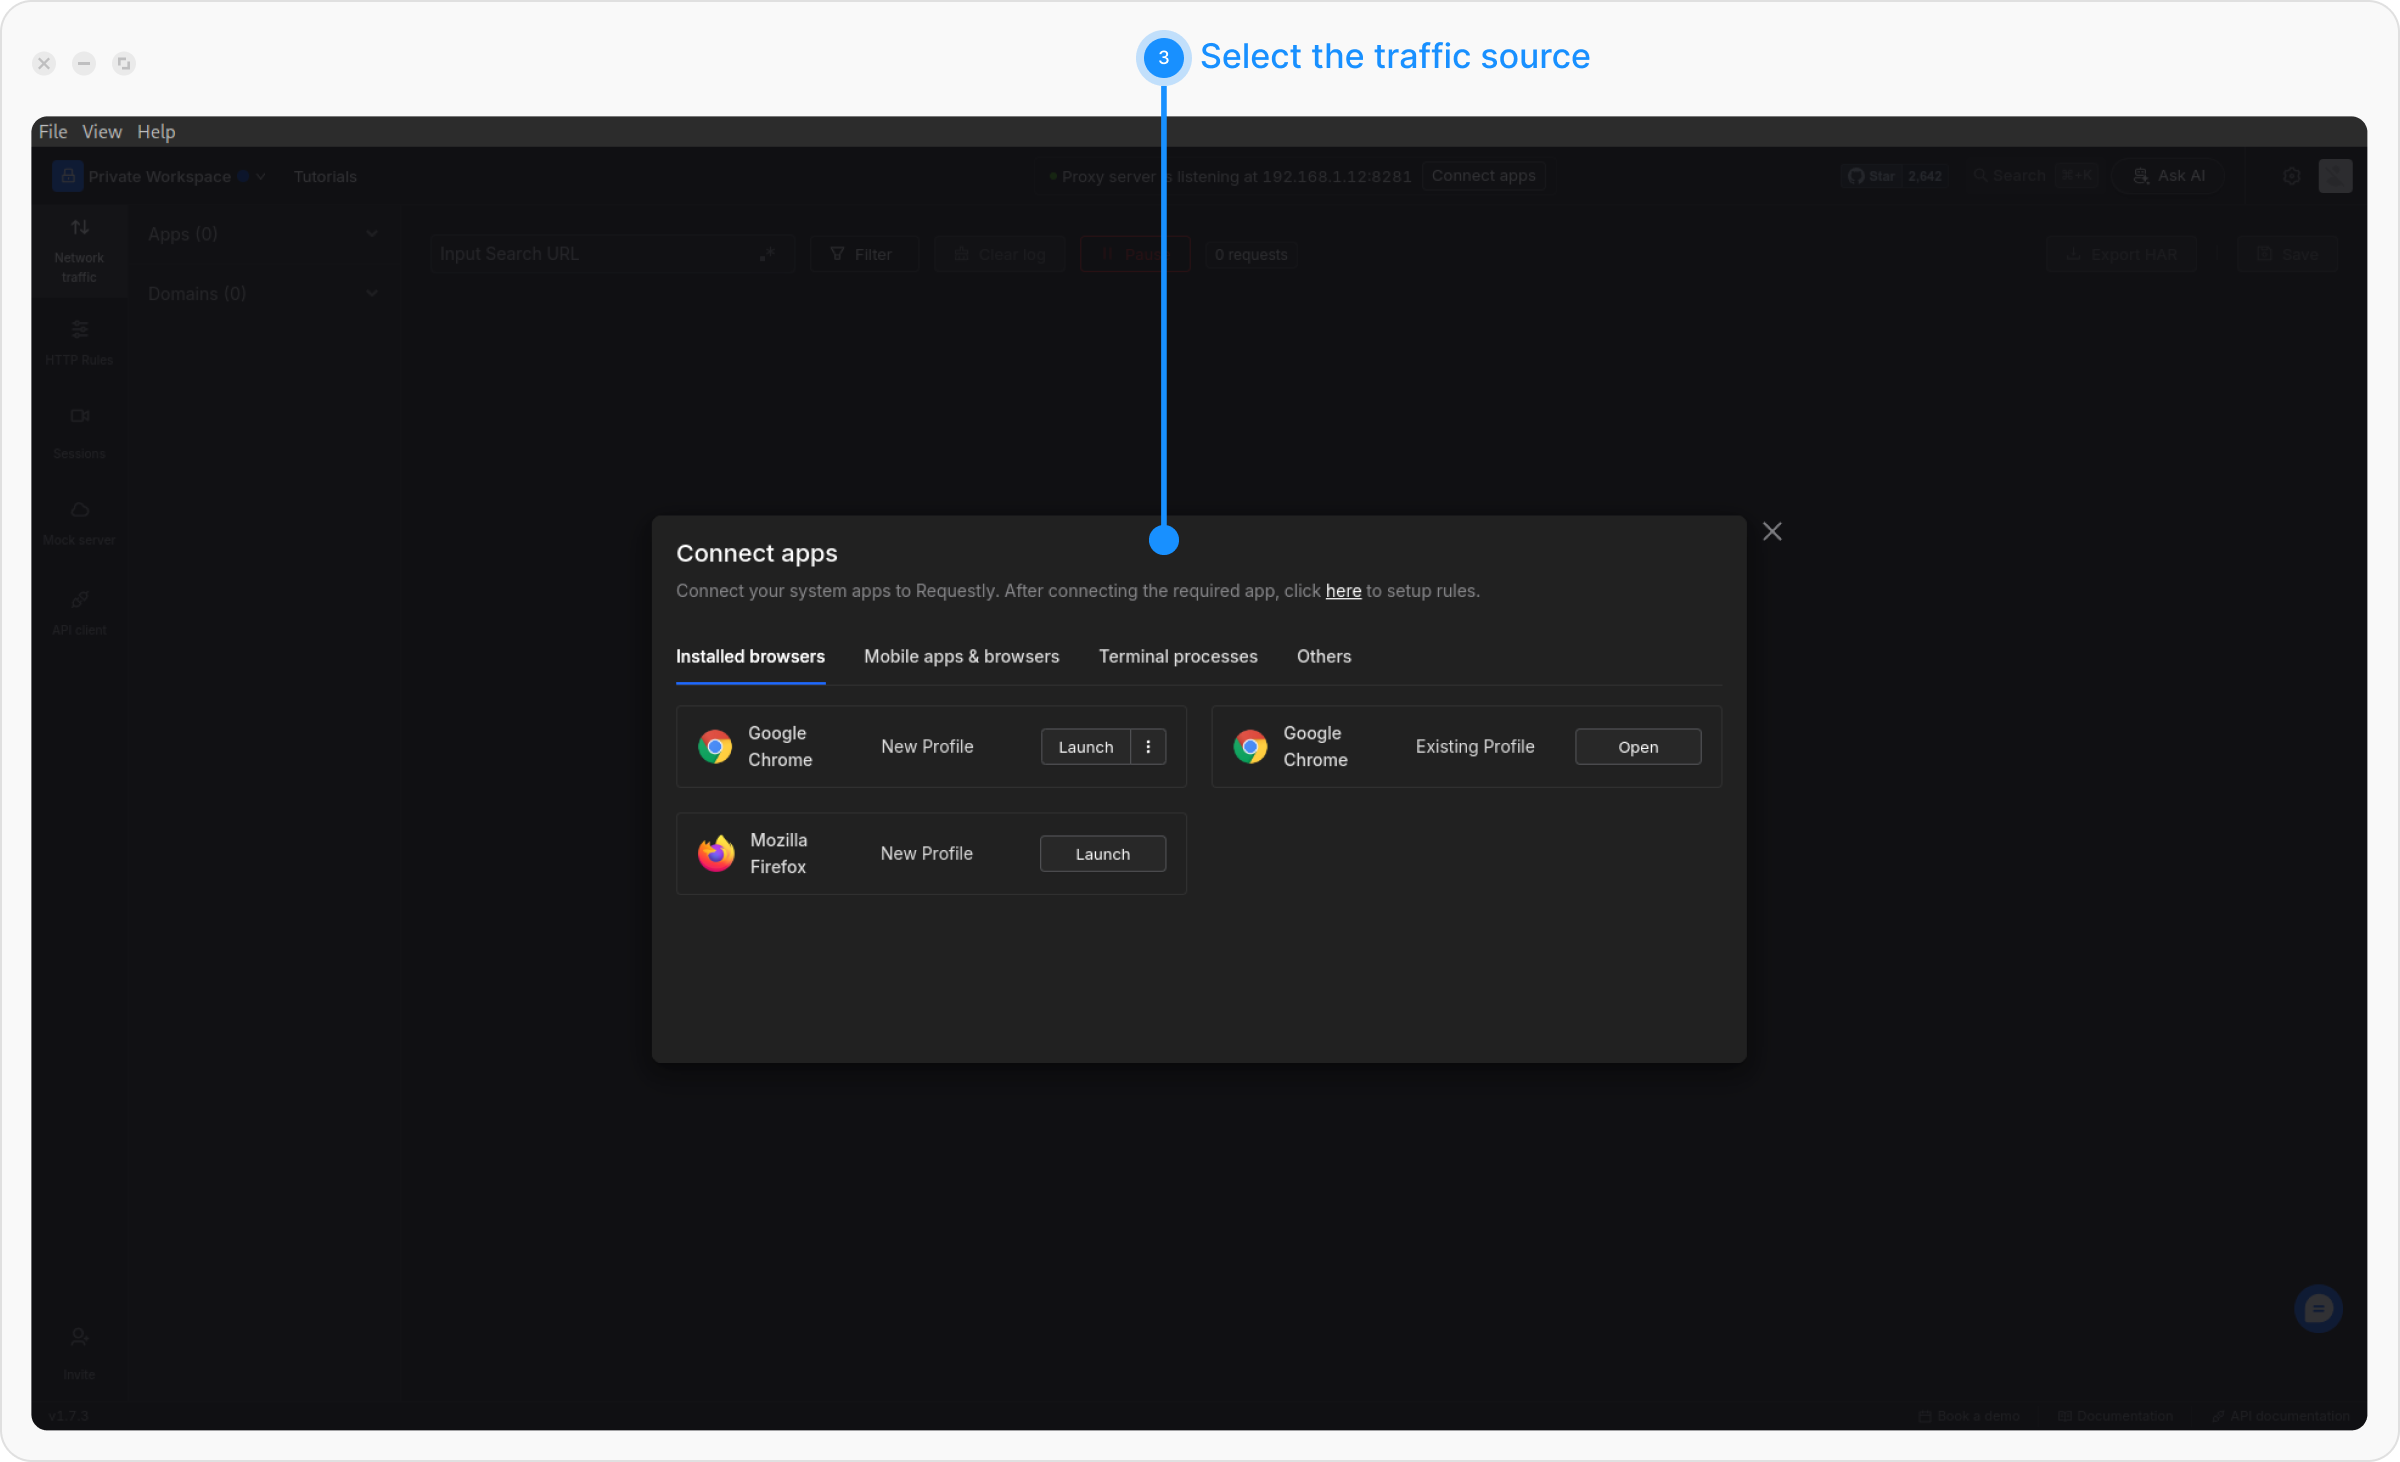 3 Select the traffic source
File View Help
Private Workspace Tutorials
Proxy server is listening at 192.168.1.12:8281 Connect apps
Star 2,642 Search ⌘+K Ask AI
Network
traffic
HTTP Rules
Sessions
Mock server
API client
Invite
v1.7.3
Apps (0)
Domains (0)
Input Search URL .* Filter Clear log Pause 0 requests Export HAR Save
Connect apps
Connect your system apps to Requestly. After connecting the required app, click here to setup rules.
Installed browsers Mobile apps & browsers Terminal processes Others
Google
Chrome
New Profile Launch
Google
Chrome
Existing Profile Open
Mozilla
Firefox
New Profile Launch
Book a demo Documentation API documentation